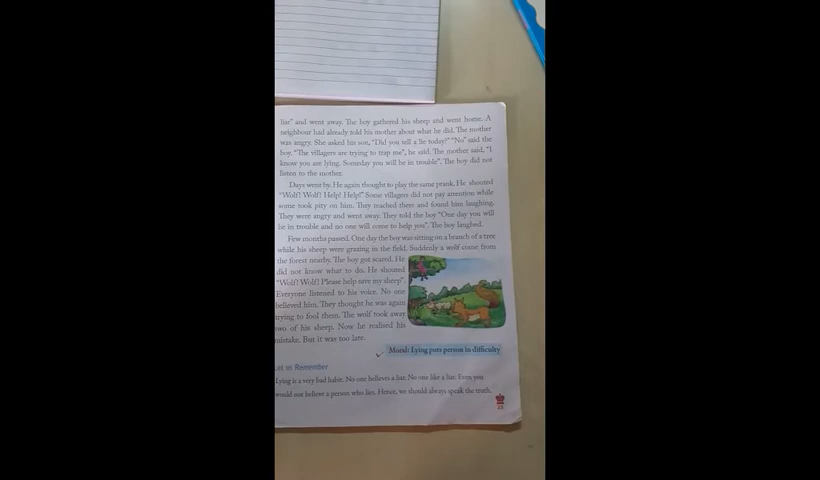 liar" and went away. The boy gathered his sheep and went home. A
neighbour had already told his mother about what he did. The mother
was angry. She asked his son, "Did you tell a lie today?" "No" said the
boy. "The villagers are trying to trap me", he said. The mother said, "I
know you are lying. Someday you will be in trouble". The boy did not
listen to the mother.
Days went by. He again thought to play the same prank. He shouted
"Wolf! Wolf! Help! Help!" Some villagers did not pay attention while
some took pity on him. They reached there and found him laughing.
They were angry and went away. They told the boy "One day you will
be in trouble and no one will come to help you". The boy laughed.
Few months passed. One day the boy was sitting on a branch of a tree
while his sheep were grazing in the field. Suddenly a wolf come from
the forest nearby. The boy got scared. He
did not know what to do. He shouted
"Wolf! Wolf! Please help save my sheep".
Everyone listened to his voice. No one
believed him. They thought he was again
trying to fool them. The wolf took away
two of his sheep. Now he realised his
mistake. But it was too late.
Moral: Lying puts person in difficulty
us Remember
Lying is a very bad habit. No one believes a liar. No one like a liar. Even you
would not believe a person who lies. Hence, we should always speak the truth.